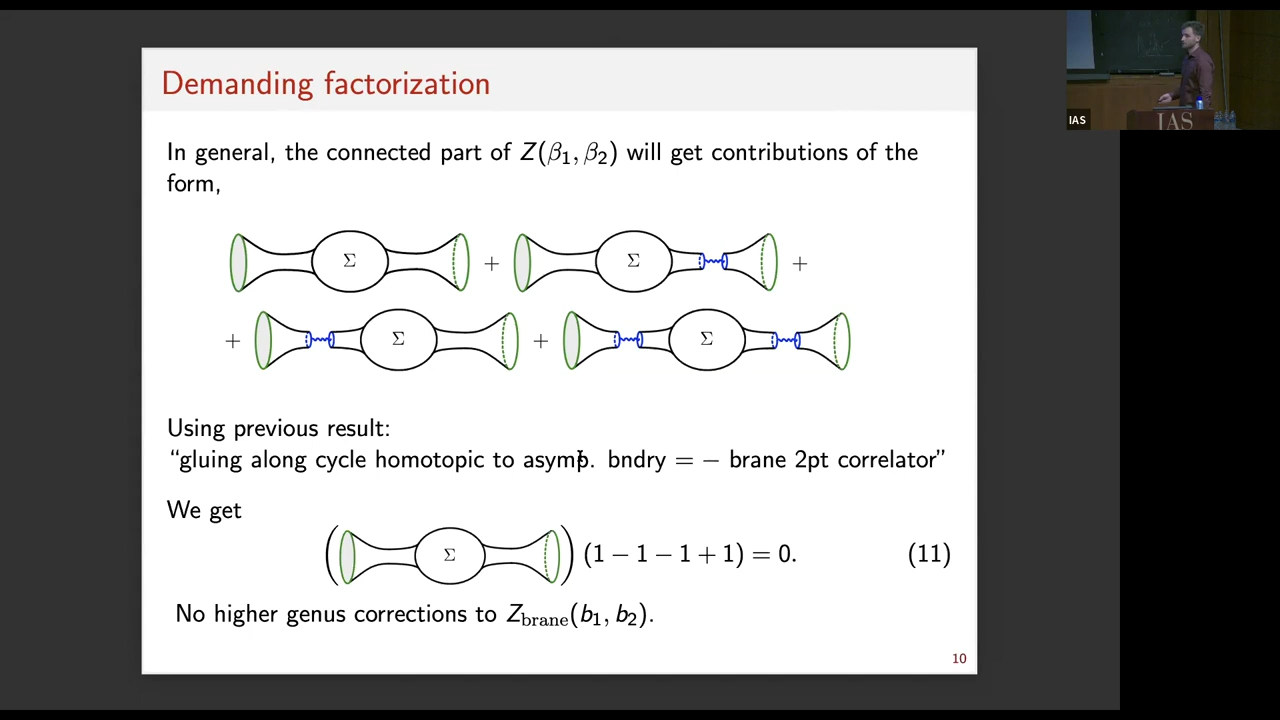 Demanding factorization
In general, the connected part of Z(β₁, β₂) will get contributions of the
form,
Σ + Σ +
+ Σ + Σ
Using previous result:
“gluing along cycle homotopic to asymp. bndry = − brane 2pt correlator”
We get
( Σ ) (1 − 1 − 1 + 1) = 0. (11)
No higher genus corrections to Z_brane(b₁, b₂).
10
IAS
IAS